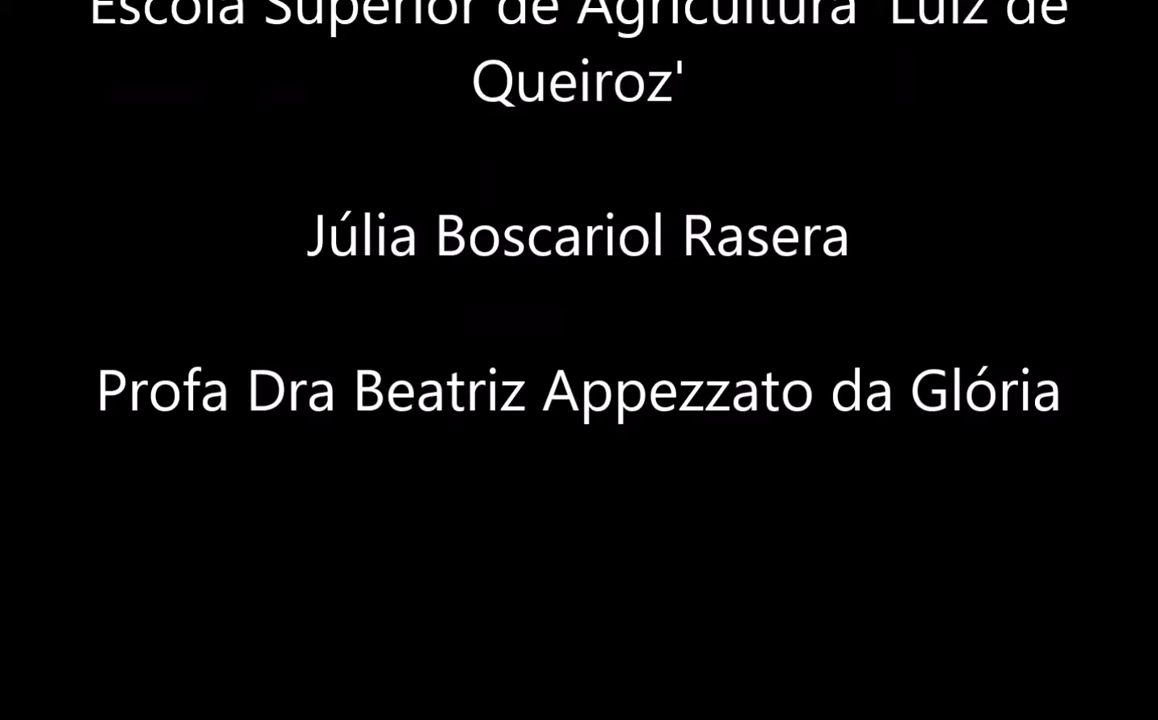 Escola Superior de Agricultura 'Luiz de
Queiroz'
Júlia Boscariol Rasera
Profa Dra Beatriz Appezzato da Glória